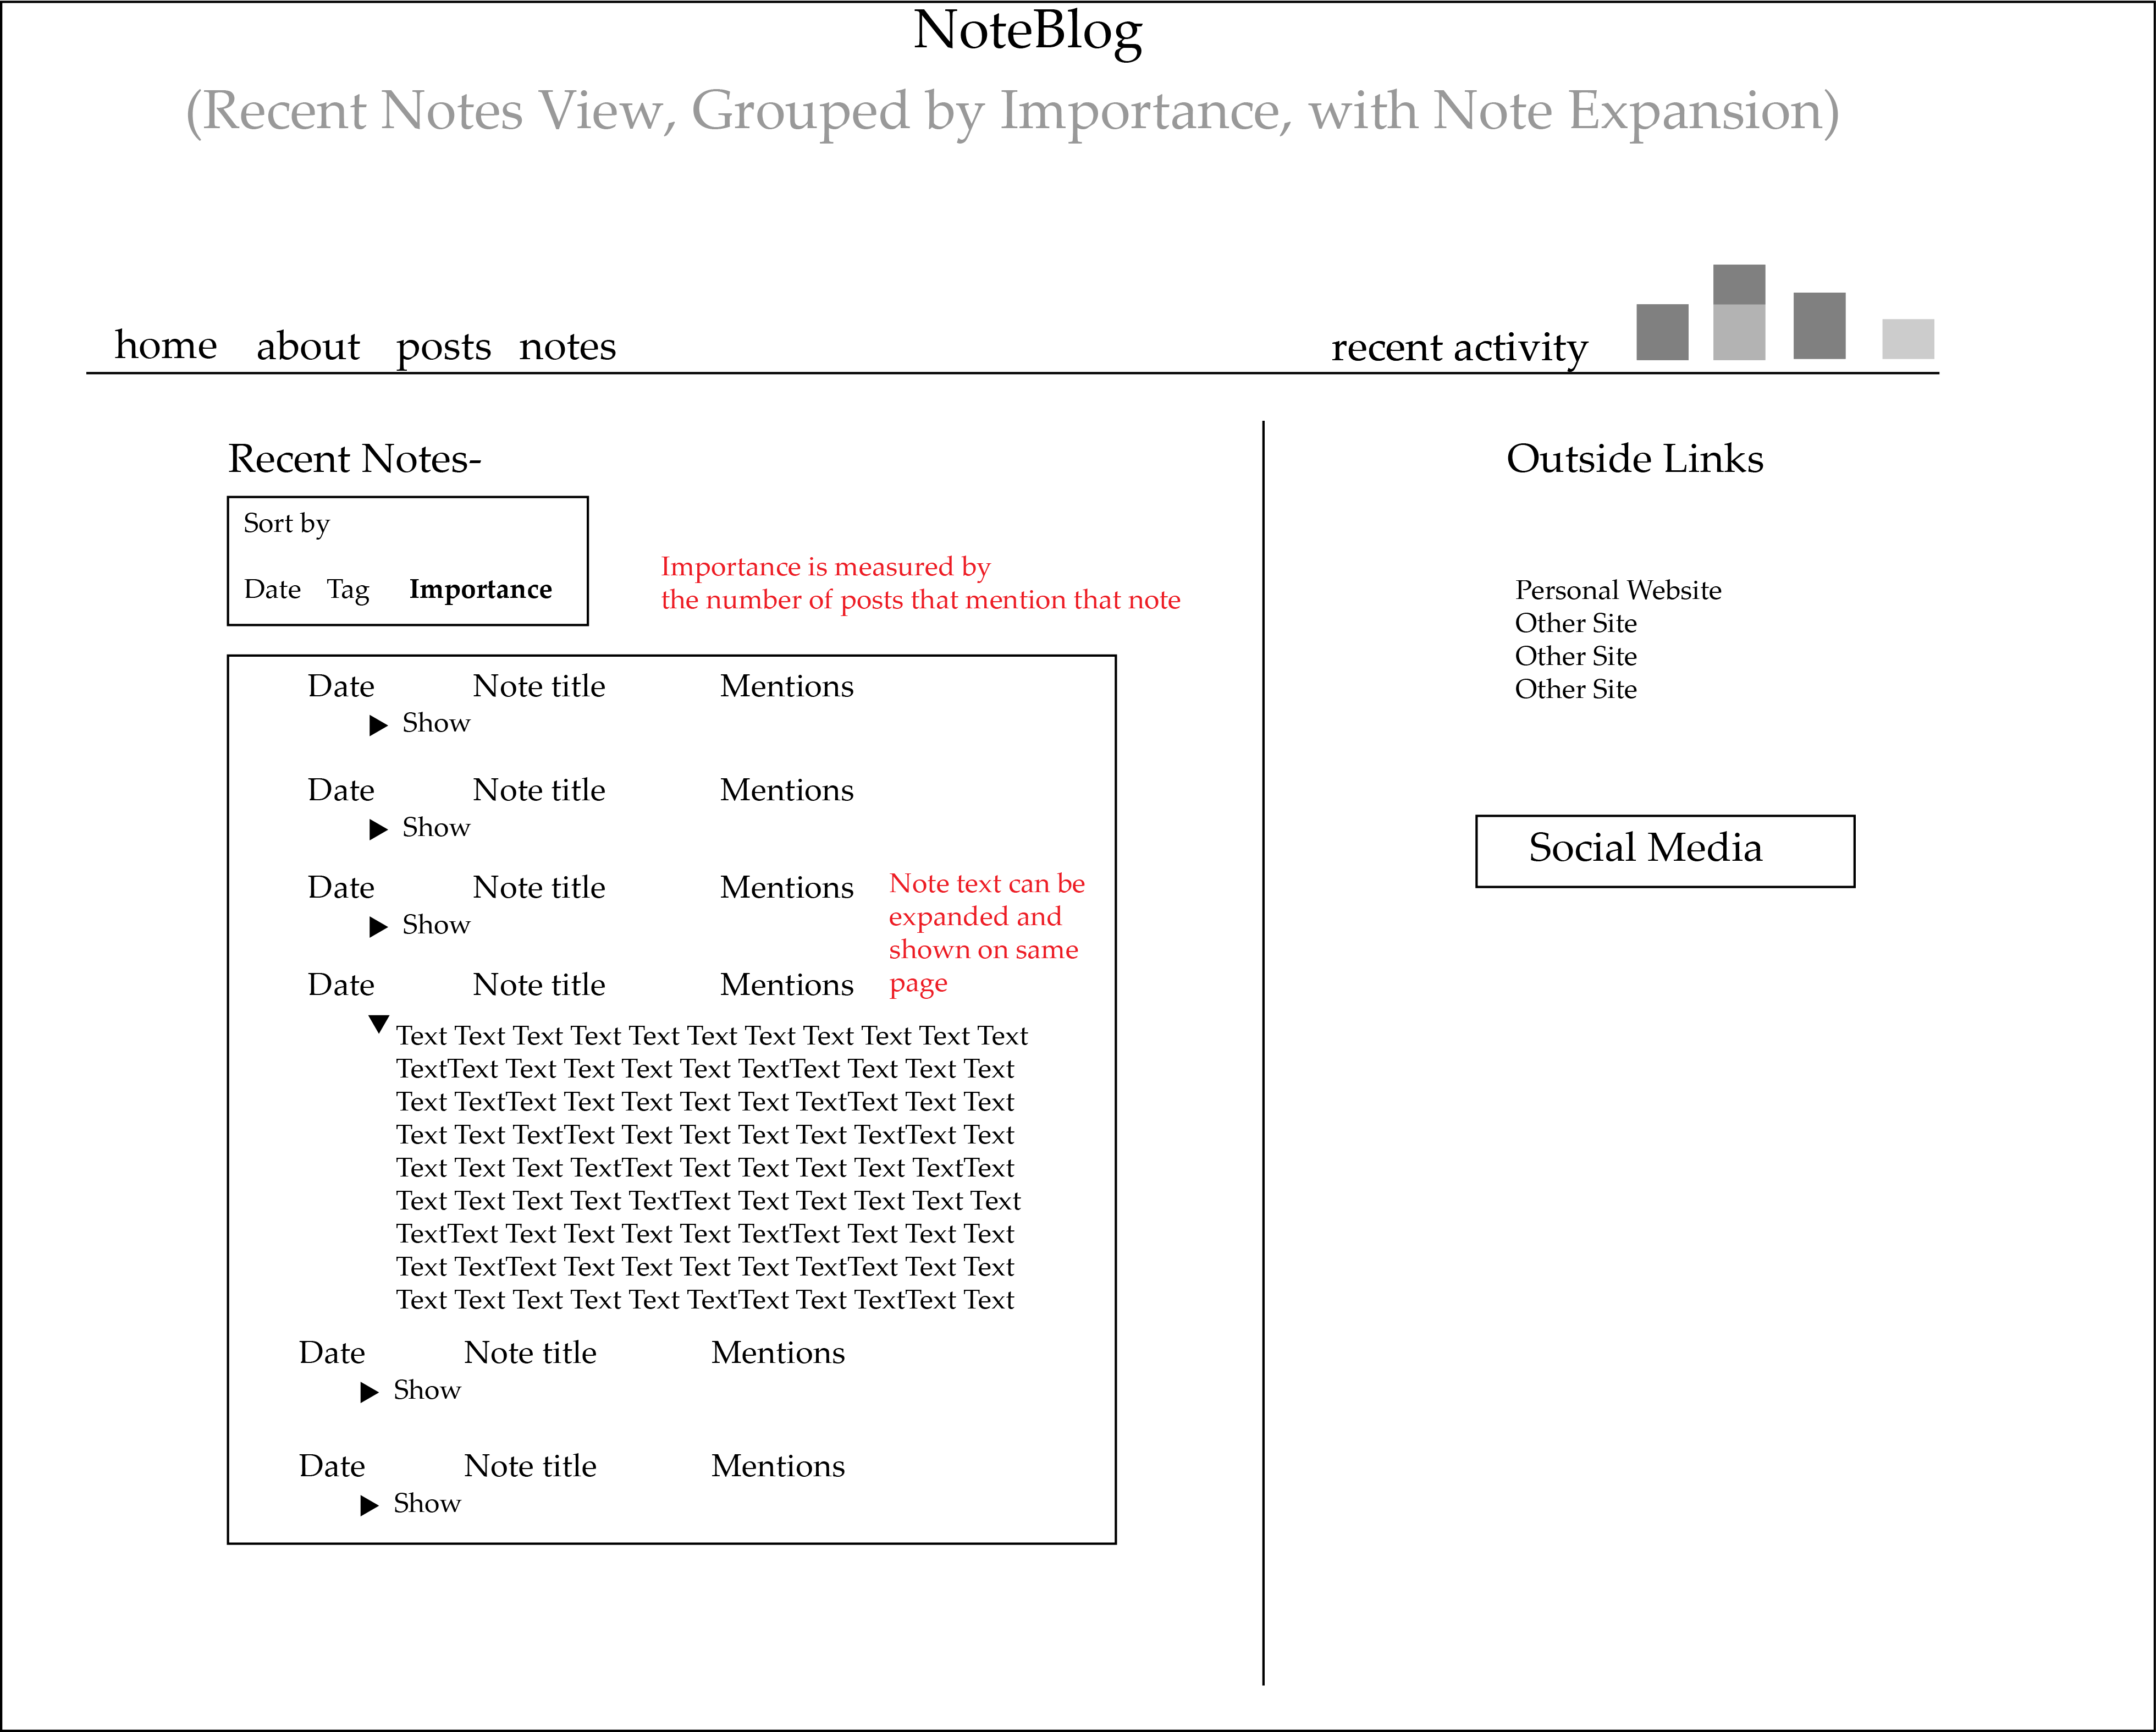 NoteBlog
(Recent Notes View, Grouped by Importance, with Note Expansion)
home about posts notes
recent activity
Recent Notes-
Sort by
Date Tag Importance
Importance is measured by
the number of posts that mention that note
Date Note title Mentions
Show
Date Note title Mentions
Show
Date Note title Mentions
Show
Note text can be
expanded and
shown on same
page
Date Note title Mentions
Text Text Text Text Text Text Text Text Text Text Text
TextText Text Text Text Text TextText Text Text Text
Text TextText Text Text Text Text TextText Text Text
Text Text TextText Text Text Text Text TextText Text
Text Text Text TextText Text Text Text Text TextText
Text Text Text Text TextText Text Text Text Text Text
TextText Text Text Text Text TextText Text Text Text
Text TextText Text Text Text Text TextText Text Text
Text Text Text Text Text TextText Text TextText Text
Date Note title Mentions
Show
Date Note title Mentions
Show
Outside Links
Personal Website
Other Site
Other Site
Other Site
Social Media